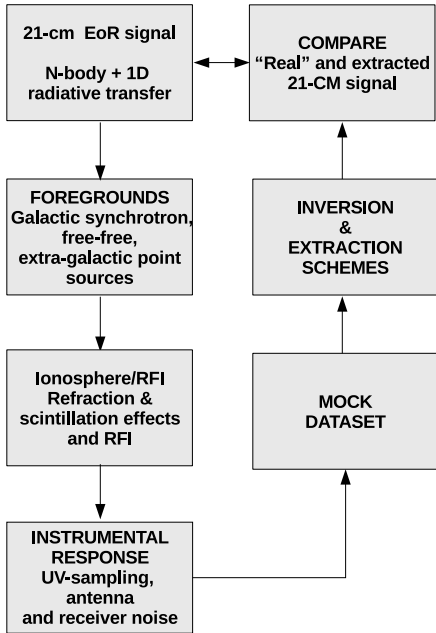 21-cm EoR signal
N-body + 1D
radiative transfer
FOREGROUNDS
Galactic synchrotron,
free-free,
extra-galactic point
sources
Ionosphere/RFI
Refraction &
scintillation effects
and RFI
INSTRUMENTAL
RESPONSE
UV-sampling,
antenna
and receiver noise
MOCK
DATASET
INVERSION
&
EXTRACTION
SCHEMES
COMPARE
“Real” and extracted
21-CM signal